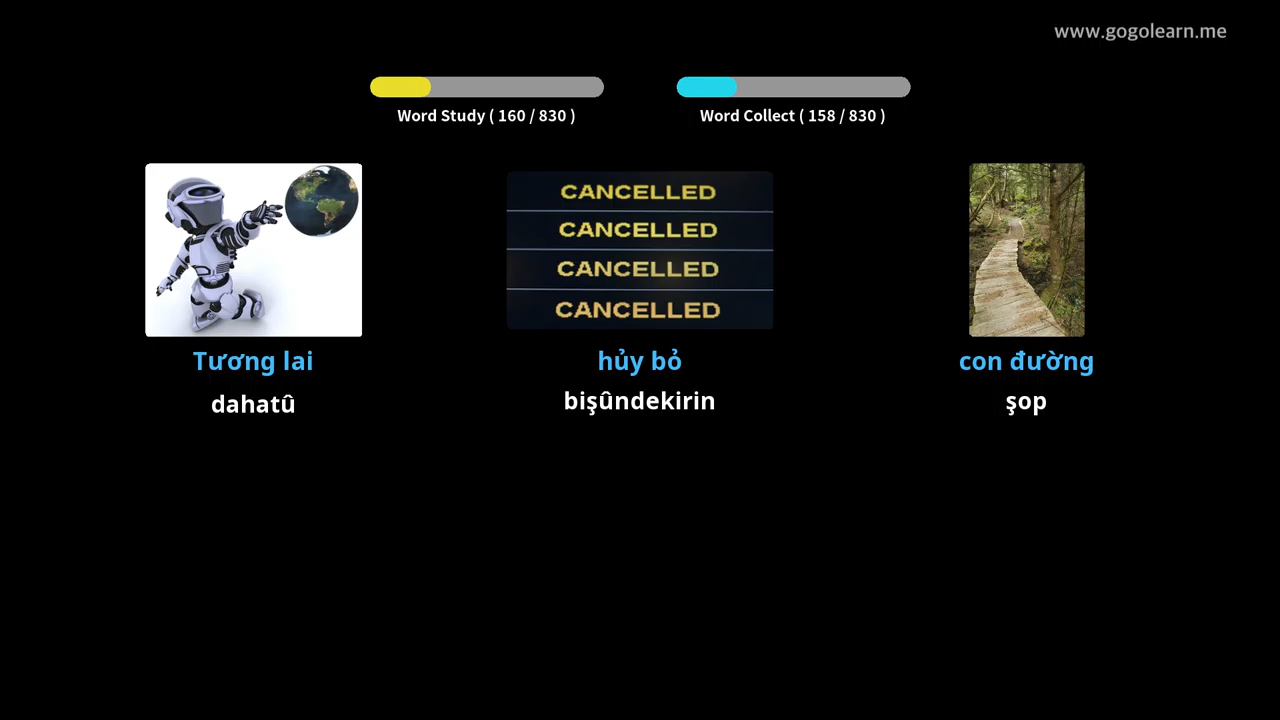 www.gogolearn.me
Word Study ( 160 / 830 )
Word Collect ( 158 / 830 )
CANCELLED
CANCELLED
CANCELLED
CANCELLED
Tương lai
hủy bỏ
con đường
dahatû
bişûndekirin
şop